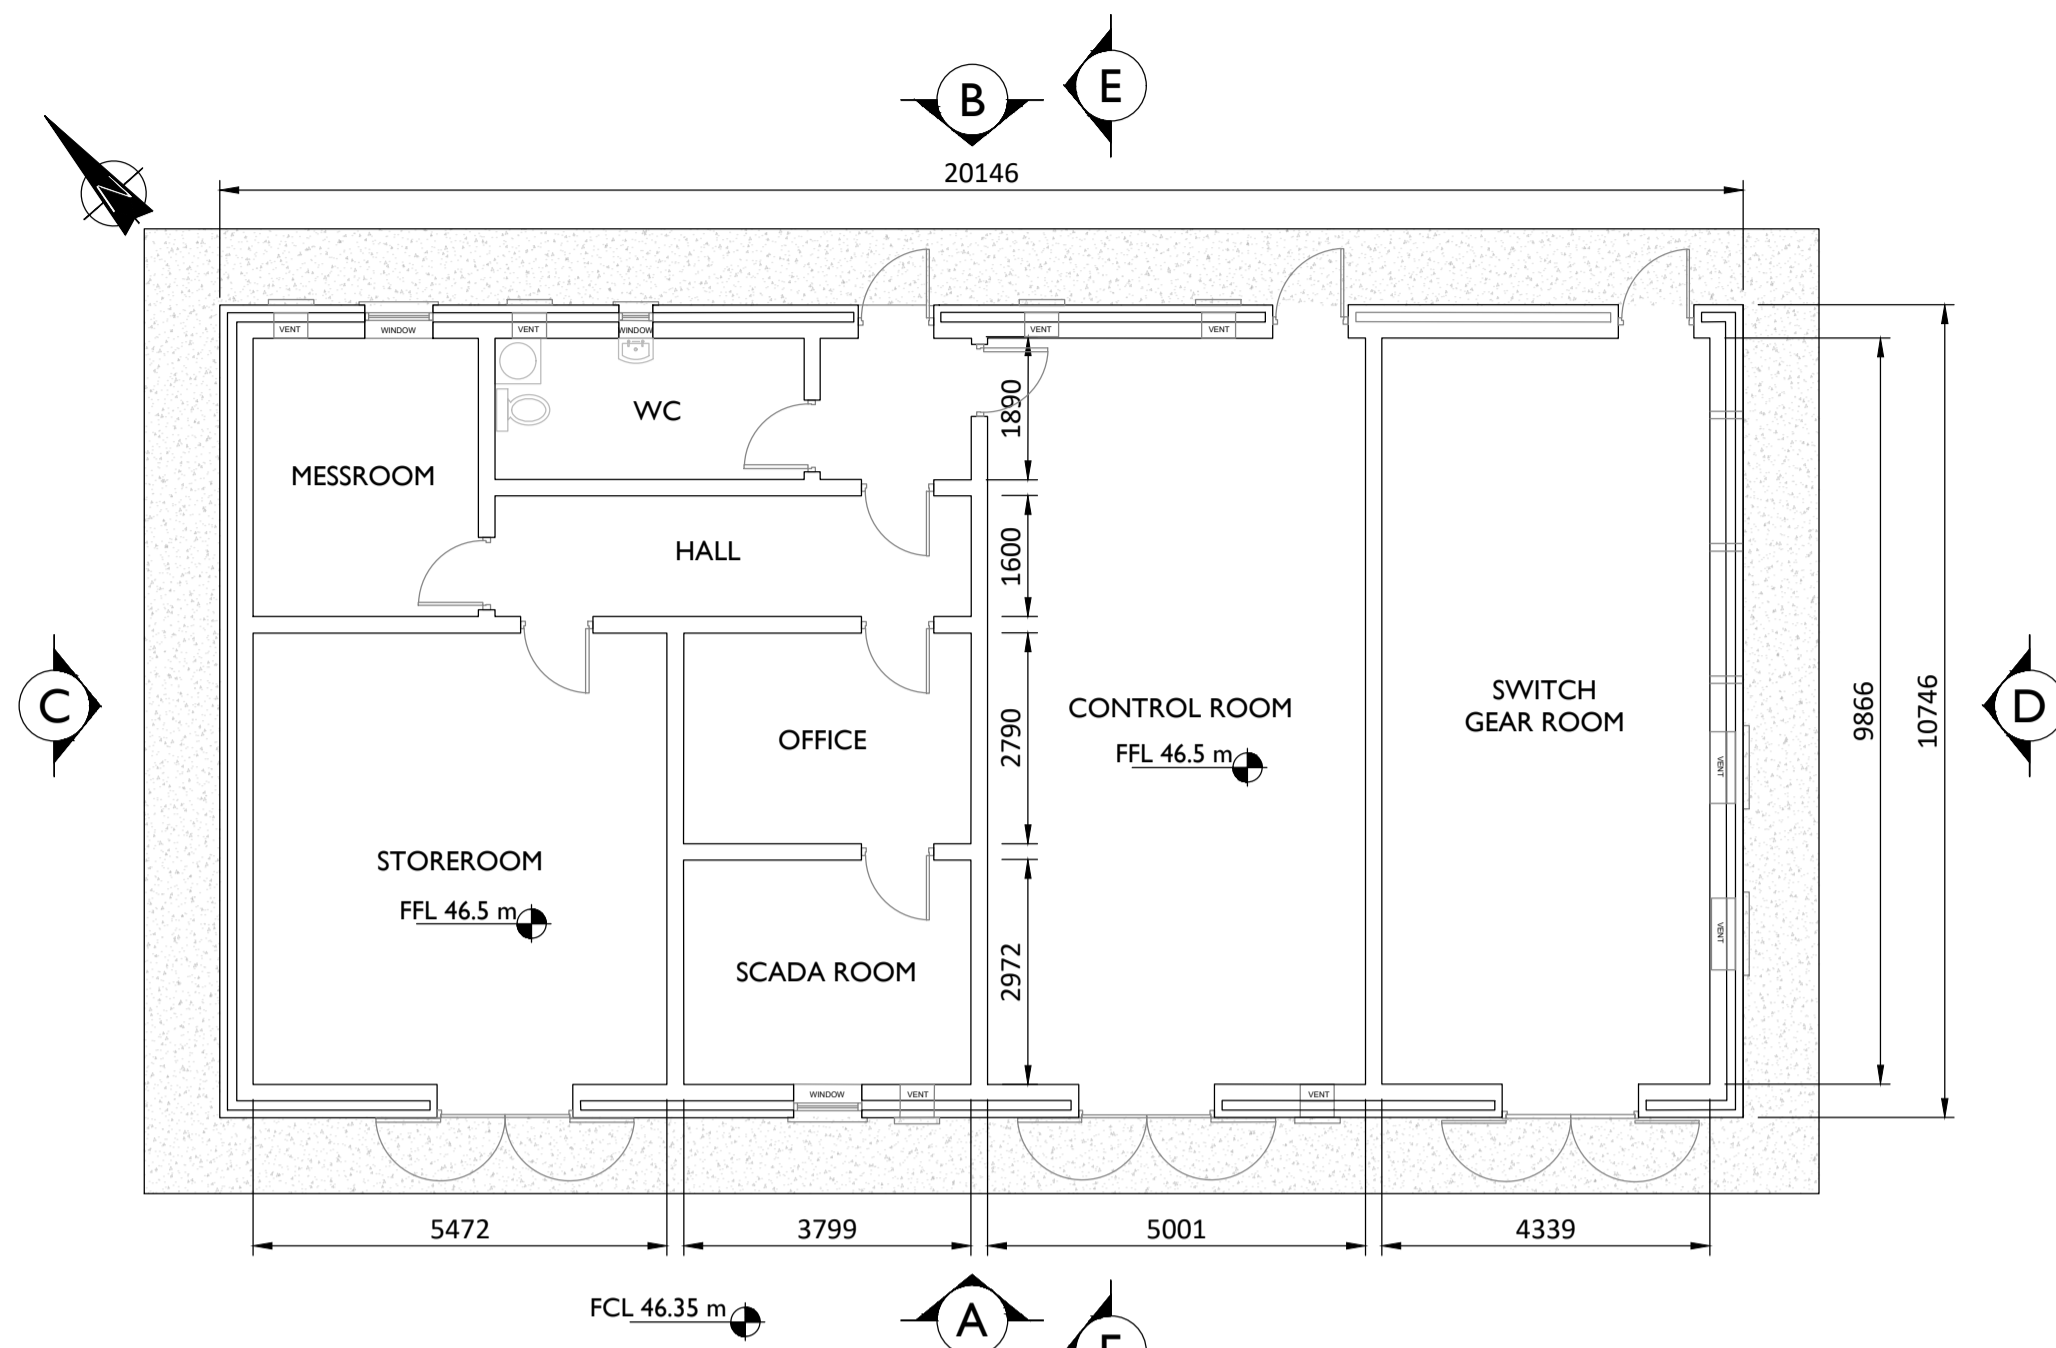 E
B
20146
N
VENT
WINDOW
VENT
WINDOW
VENT
VENT
WC
1890
MESSROOM
HALL
1600
C
D
SWITCH
GEAR ROOM
CONTROL ROOM
FFL 46.5 m
9866
10746
OFFICE
2790
VENT
STOREROOM
FFL 46.5 m
VENT
SCADA ROOM
2972
WINDOW
VENT
VENT
5472
3799
5001
4339
FCL 46.35 m
A